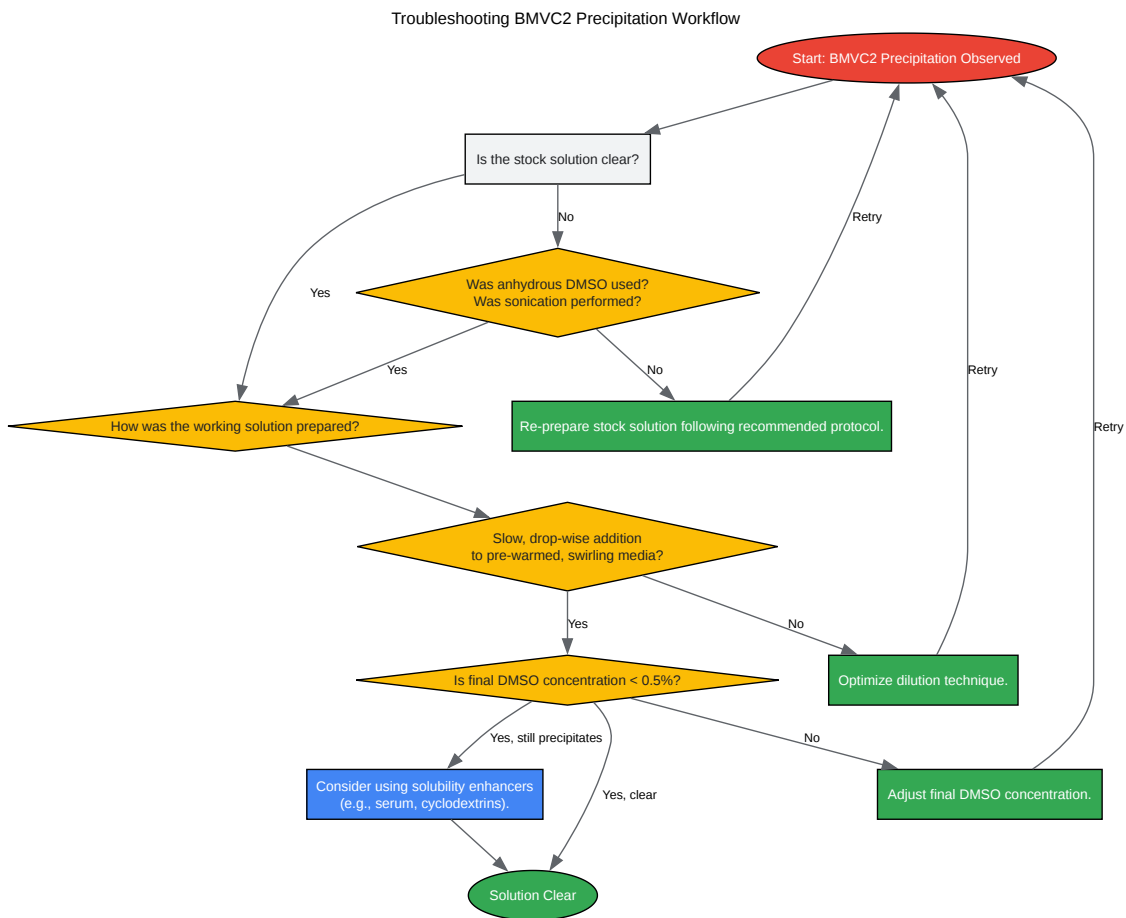 Troubleshooting BMVC2 Precipitation Workflow
Start: BMVC2 Precipitation Observed
Is the stock solution clear?
No
Retry
Yes
Was anhydrous DMSO used?
Was sonication performed?
Yes
No
Retry
How was the working solution prepared?
Re-prepare stock solution following recommended protocol.
Retry
Slow, drop-wise addition
to pre-warmed, swirling media?
Yes
No
Is final DMSO concentration < 0.5%?
Optimize dilution technique.
Yes, still precipitates
No
Consider using solubility enhancers
(e.g., serum, cyclodextrins).
Yes, clear
Adjust final DMSO concentration.
Solution Clear